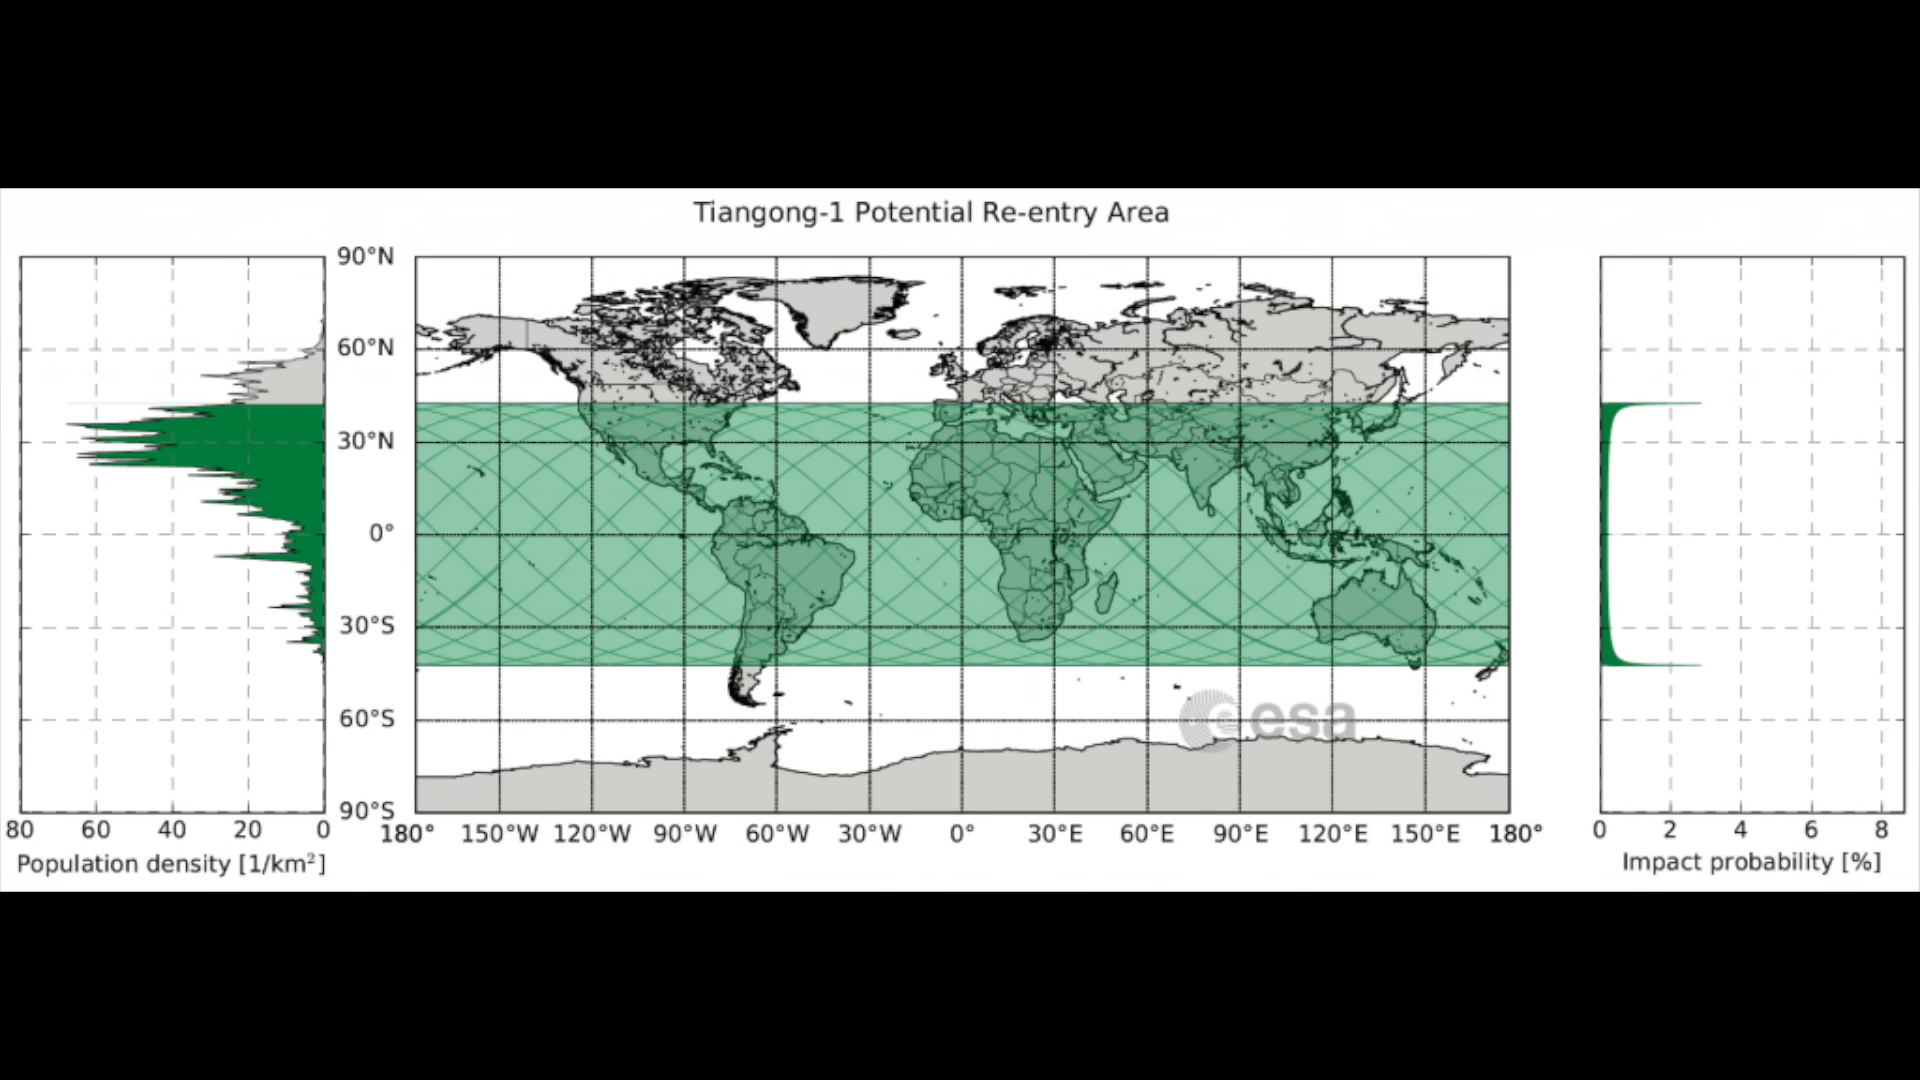 Tiangong-1 Potential Re-entry Area
90°N
60°N
30°N
0°
30°S
60°S
90°S
80 60 40 20 0
180° 150°W 120°W 90°W 60°W 30°W 0° 30°E 60°E 90°E 120°E 150°E 180°
0 2 4 6 8
Population density [1/km²]
Impact probability [%]
esa